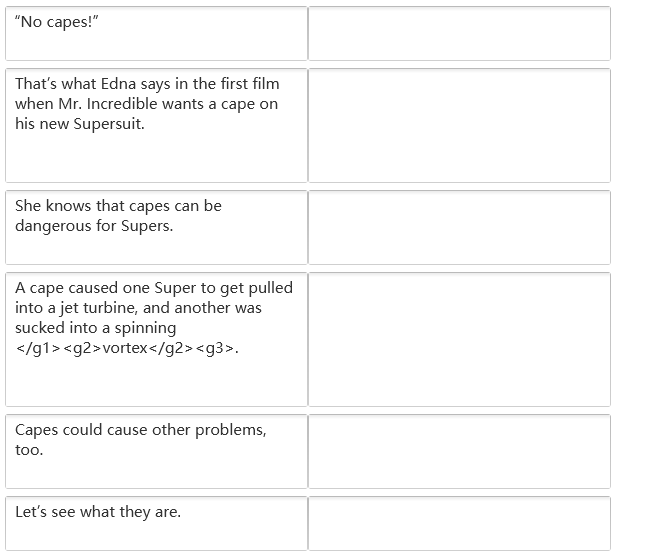 “No capes!”
That’s what Edna says in the first film
when Mr. Incredible wants a cape on
his new Supersuit.
She knows that capes can be
dangerous for Supers.
A cape caused one Super to get pulled
into a jet turbine, and another was
sucked into a spinning
</g1><g2>vortex</g2><g3>.
Capes could cause other problems,
too.
Let’s see what they are.